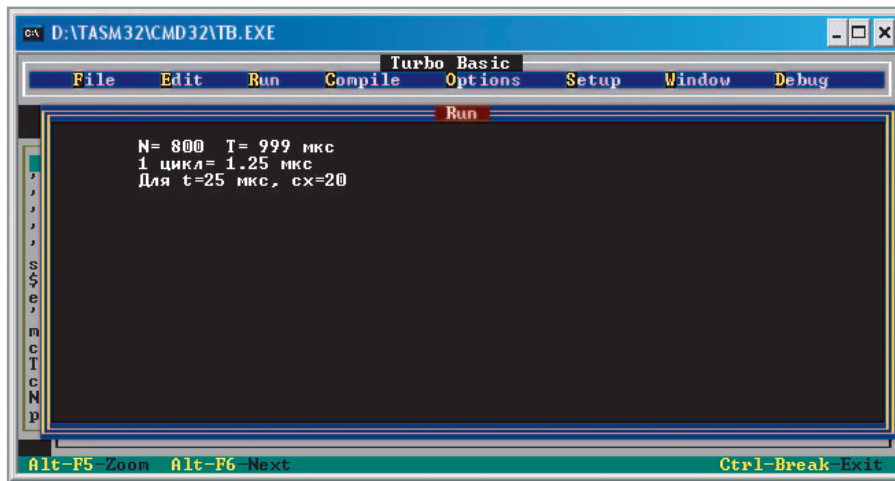 D:\TASM32\CMD32\TB.EXE
Turbo Basic
File Edit Run Compile Options Setup Window Debug
Run
N= 800 T= 999 мкс
1 цикл= 1.25 мкс
Для t=25 мкс, cx=20
,
,
,
,
,
s
$
e
,
m
c
T
c
N
p
Alt-F5-Zoom Alt-F6-Next Ctrl-Break-Exit